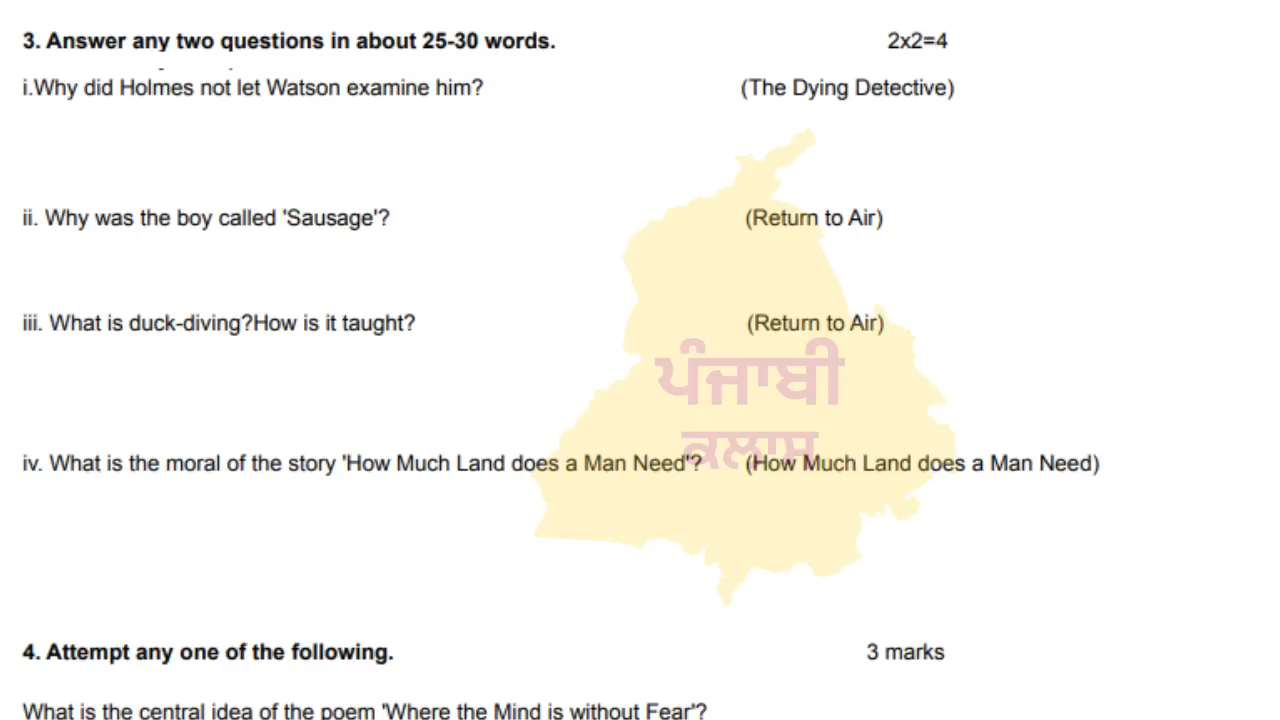 3. Answer any two questions in about 25-30 words. 2x2=4
i.Why did Holmes not let Watson examine him? (The Dying Detective)
ii. Why was the boy called 'Sausage'? (Return to Air)
iii. What is duck-diving?How is it taught? (Return to Air)
ਪੰਜਾਬੀ
ਕਲਾਸ
iv. What is the moral of the story 'How Much Land does a Man Need'? (How Much Land does a Man Need)
4. Attempt any one of the following. 3 marks
What is the central idea of the poem 'Where the Mind is without Fear'?